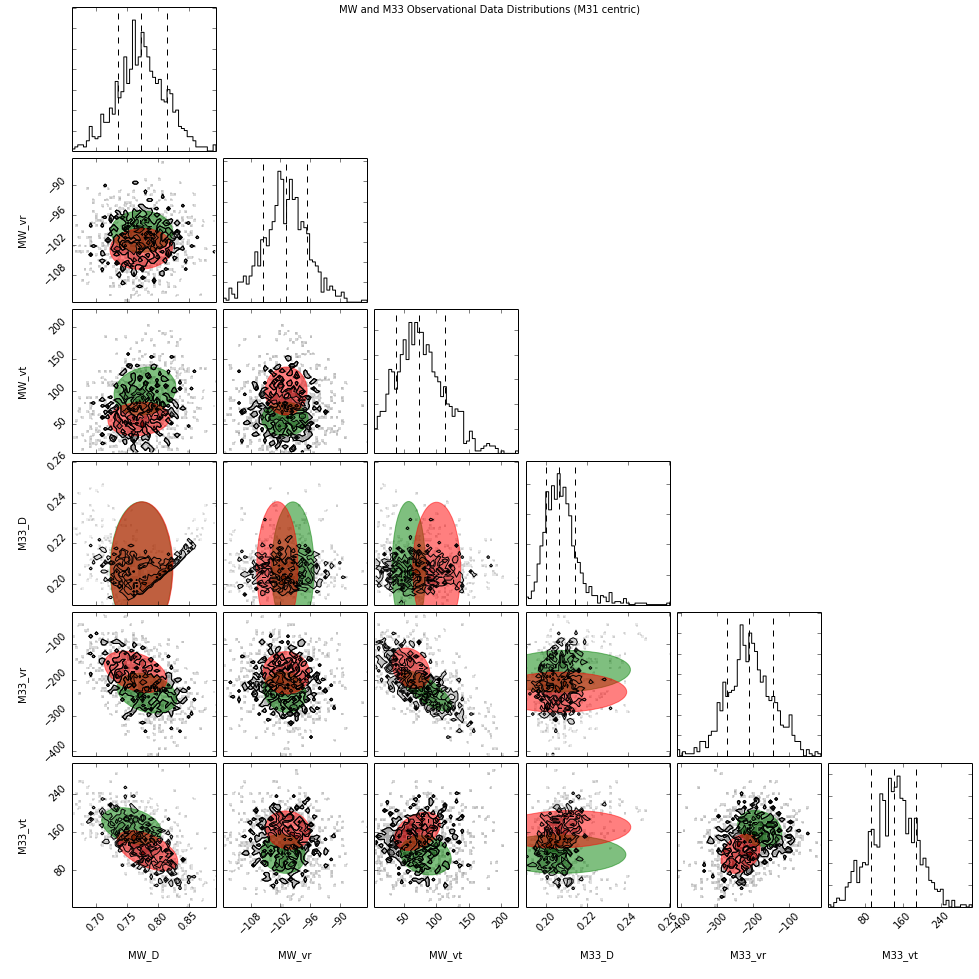 MW and M33 Observational Data Distributions (M31 centric)
MW_vr
−90
−96
−102
−108
MW_vt
200
150
100
50
M33_D
0.26
0.24
0.22
0.20
M33_vr
−100
−200
−300
−400
M33_vt
240
160
80
0.70 0.75 0.80 0.85
−108 −102 −96 −90
50 100 150 200
0.20 0.22 0.24 0.26
−400 −300 −200 −100
80 160 240
MW_D MW_vr MW_vt M33_D M33_vr M33_vt